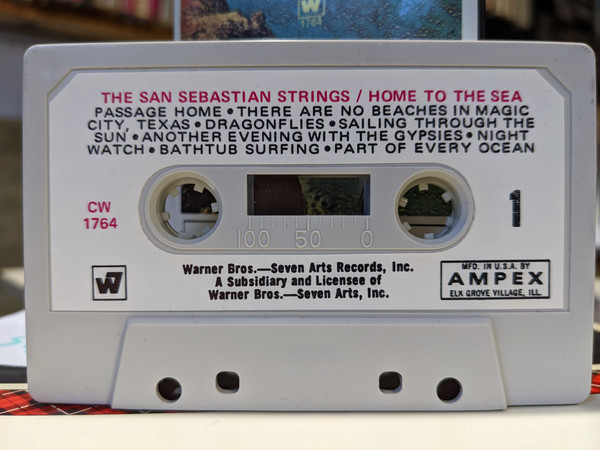 W7
1764
THE SAN SEBASTIAN STRINGS / HOME TO THE SEA
PASSAGE HOME • THERE ARE NO BEACHES IN MAGIC
CITY, TEXAS • DRAGONFLIES • SAILING THROUGH THE
SUN • ANOTHER EVENING WITH THE GYPSIES • NIGHT
WATCH • BATHTUB SURFING • PART OF EVERY OCEAN
CW
1764
1
100 50 0
W7
Warner Bros.—Seven Arts Records, Inc.
A Subsidiary and Licensee of
Warner Bros.—Seven Arts, Inc.
MFD. IN U.S.A. BY
AMPEX
ELK GROVE VILLAGE, ILL.